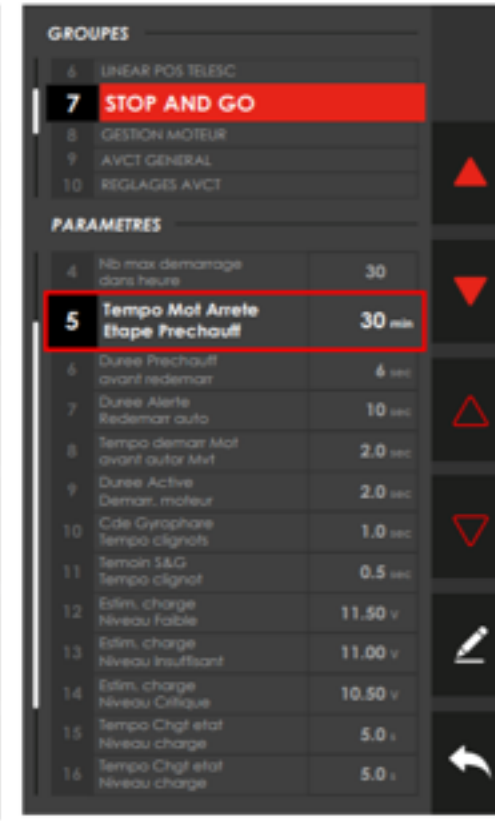 GROUPES
6 LINEAR POS TELESC
7 STOP AND GO
8 GESTION MOTEUR
9 AVCT GENERAL
10 REGLAGES AVCT
PARAMETRES
4 Nb max demarrage
dans heure 30
5 Tempo Mot Arrete
Etape Prechauff 30 min
6 Duree Prechauff
avant redemarr 6 sec
7 Duree Alerte
Redemarr auto 10 sec
8 Tempo demarr Mot
avant autor Mvt 2.0 sec
9 Duree Active
Demarr. moteur 2.0 sec
10 Cde Gyrophare
Tempo clignots 1.0 sec
11 Temoin S&G
Tempo clignot 0.5 sec
12 Estim. charge
Niveau Faible 11.50 V
13 Estim. charge
Niveau Insuffisant 11.00 V
14 Estim. charge
Niveau Critique 10.50 V
15 Tempo Chgt etat
Niveau charge 5.0 s
16 Tempo Chgt etat
Niveau charge 5.0 s